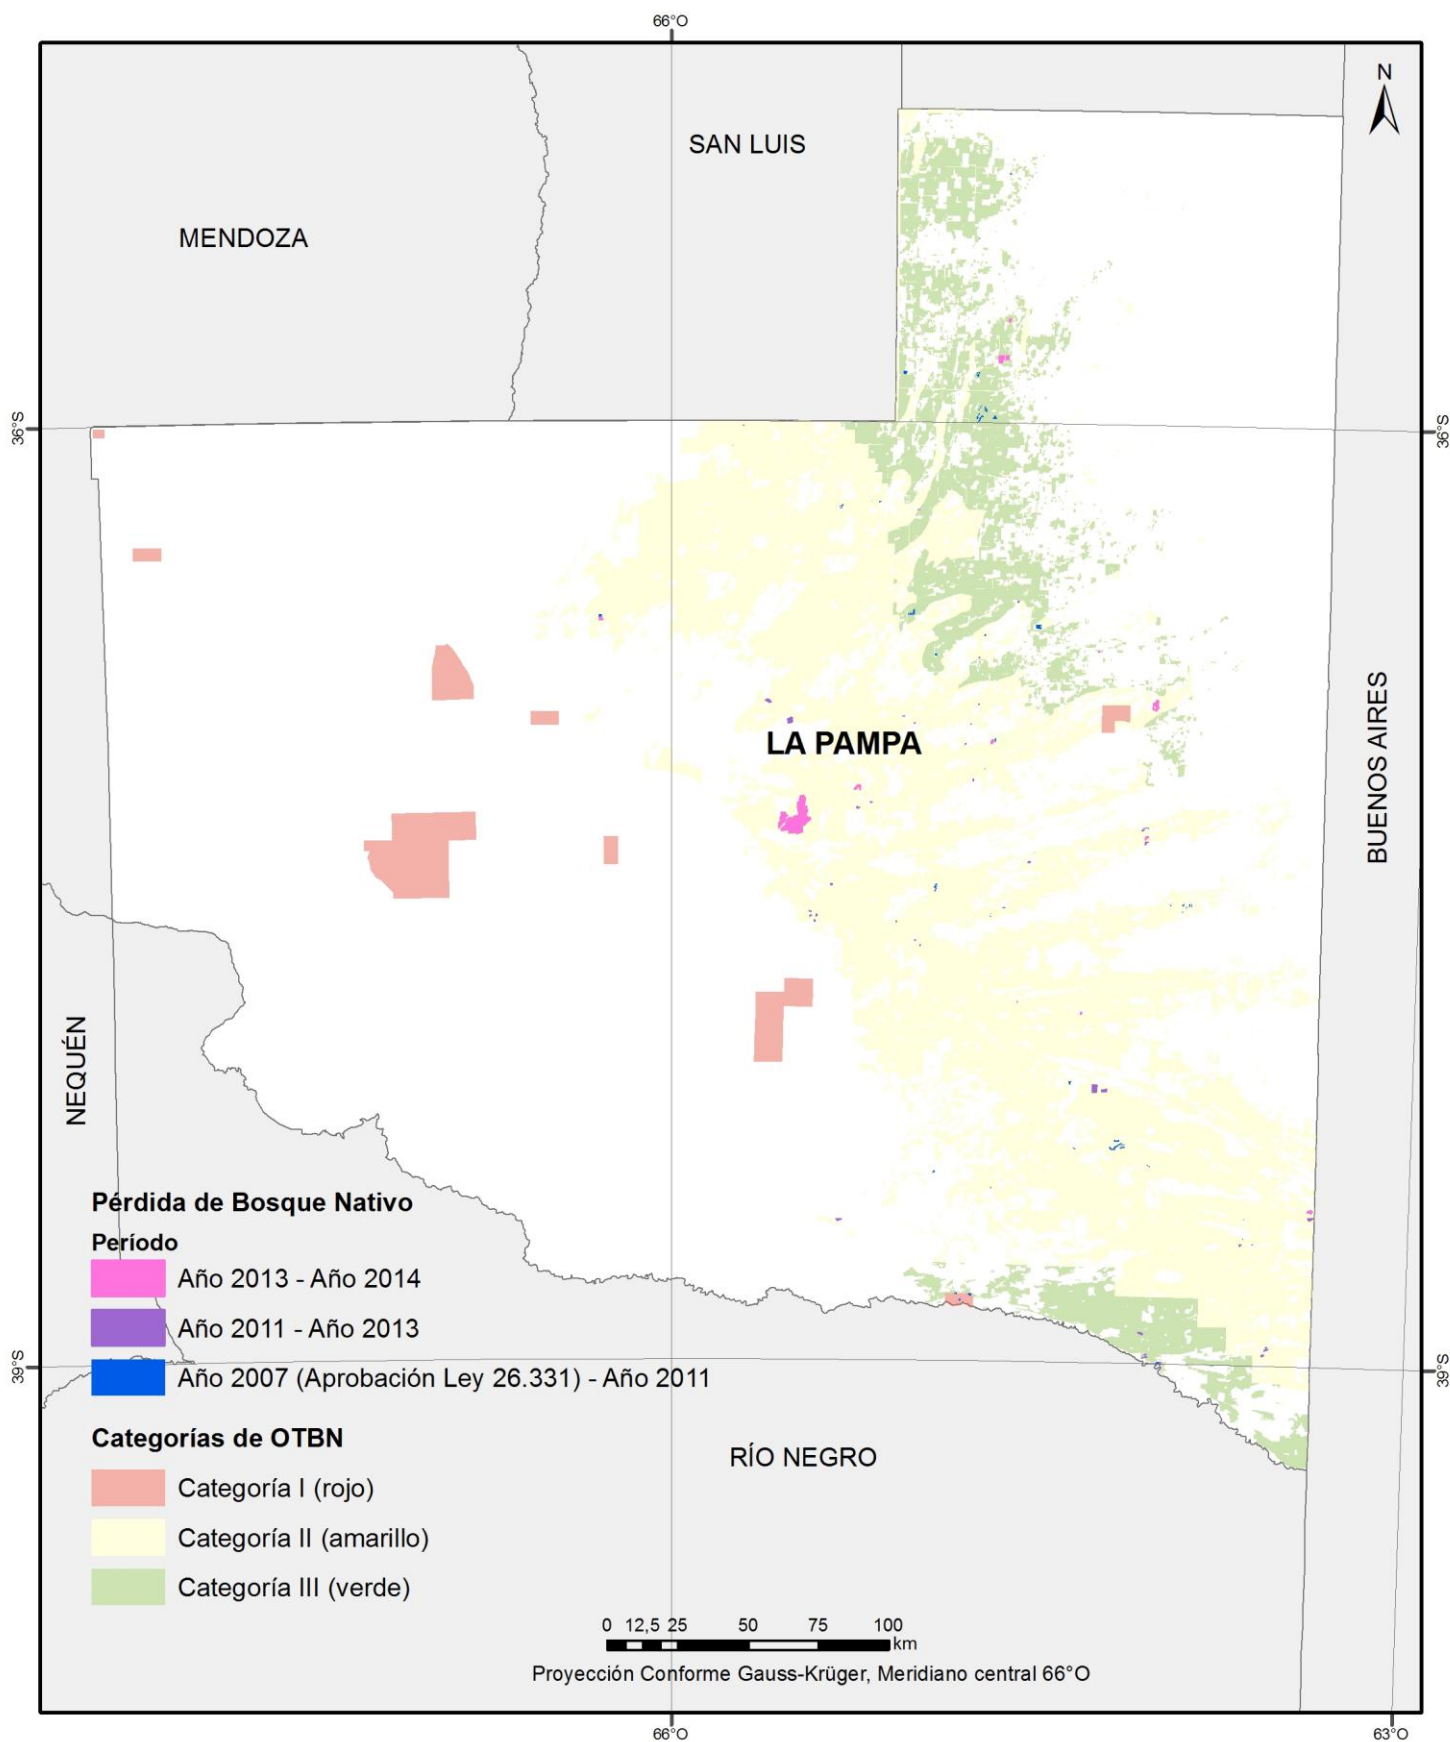 66°O
N
SAN LUIS
MENDOZA
36°S
36°S
LA PAMPA
BUENOS AIRES
NEQUÉN
Pérdida de Bosque Nativo
Período
Año 2013 - Año 2014
Año 2011 - Año 2013
39°S
39°S
Año 2007 (Aprobación Ley 26.331) - Año 2011
Categorías de OTBN
RÍO NEGRO
Categoría I (rojo)
Categoría II (amarillo)
Categoría III (verde)
0 12,5 25 50 75 100
km
Proyección Conforme Gauss-Krüger, Meridiano central 66°O
66°O
63°O